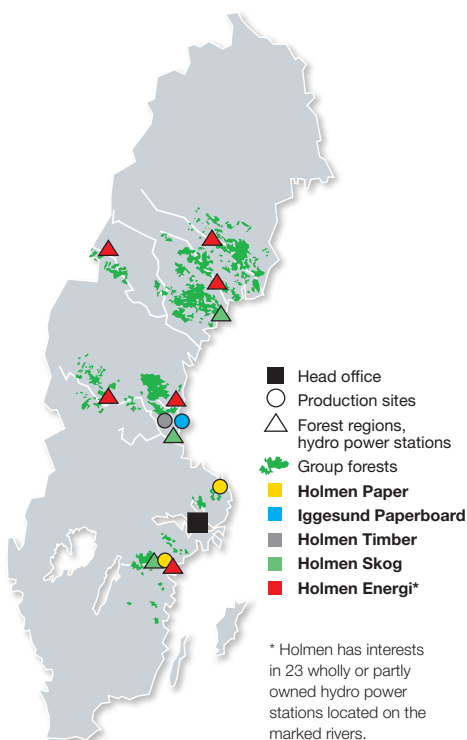 Head office
Production sites
Forest regions,
hydro power stations
Group forests
Holmen Paper
Iggesund Paperboard
Holmen Timber
Holmen Skog
Holmen Energi*
* Holmen has interests
in 23 wholly or partly
owned hydro power
stations located on the
marked rivers.